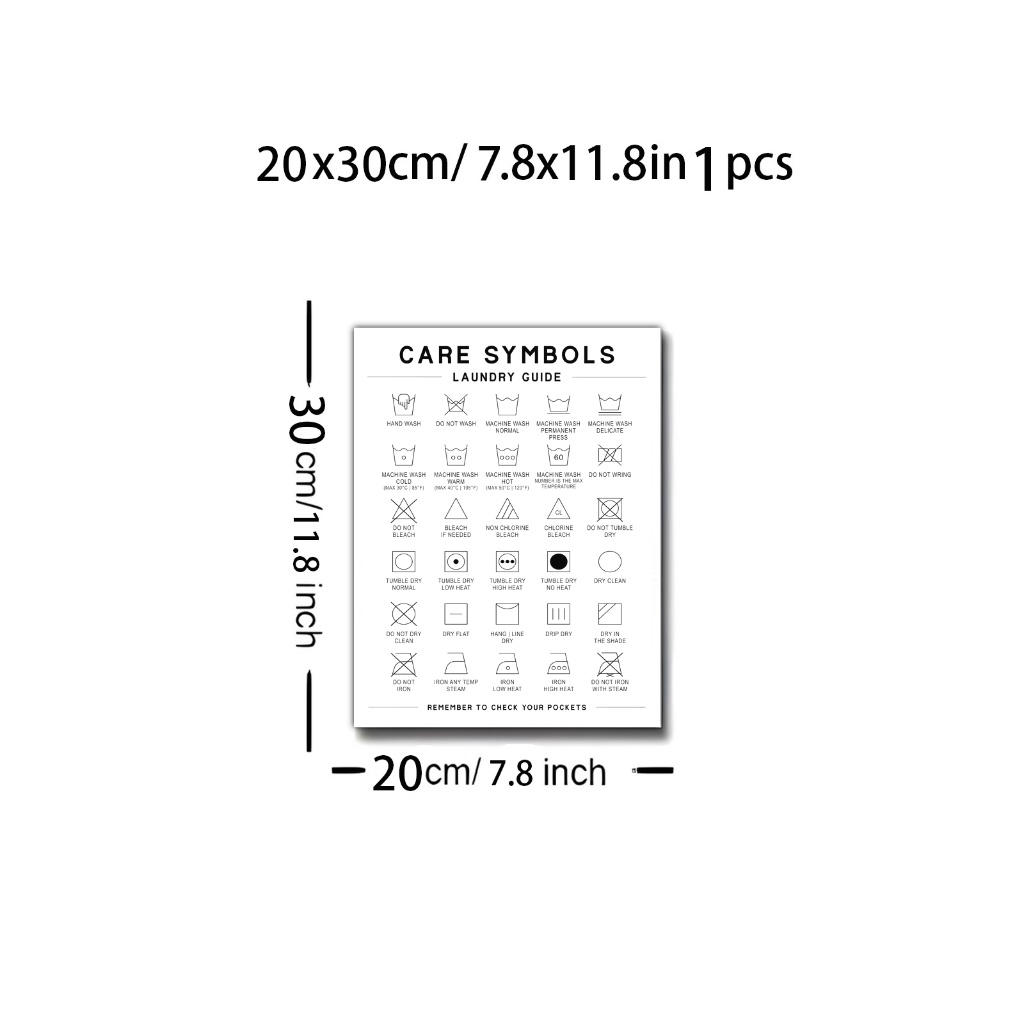 20x30cm/ 7.8x11.8in 1 pcs
30cm/11.8 inch
CARE SYMBOLS
LAUNDRY GUIDE
HAND WASH
DO NOT WASH
MACHINE WASH
NORMAL
MACHINE WASH
PERMANENT
PRESS
MACHINE WASH
DELICATE
60
MACHINE WASH
COLD
(MAX 30°C | 85°F)
MACHINE WASH
WARM
(MAX 40°C | 105°F)
MACHINE WASH
HOT
(MAX 50°C | 120°F)
MACHINE WASH
NUMBER IS THE MAX
TEMPERATURE
DO NOT WRING
CL
DO NOT
BLEACH
BLEACH
IF NEEDED
NON CHLORINE
BLEACH
CHLORINE
BLEACH
DO NOT TUMBLE
DRY
TUMBLE DRY
NORMAL
TUMBLE DRY
LOW HEAT
TUMBLE DRY
HIGH HEAT
TUMBLE DRY
NO HEAT
DRY CLEAN
DO NOT DRY
CLEAN
DRY FLAT
HANG | LINE
DRY
DRIP DRY
DRY IN
THE SHADE
DO NOT
IRON
IRON ANY TEMP
STEAM
IRON
LOW HEAT
IRON
HIGH HEAT
DO NOT IRON
WITH STEAM
REMEMBER TO CHECK YOUR POCKETS
20cm/ 7.8 inch